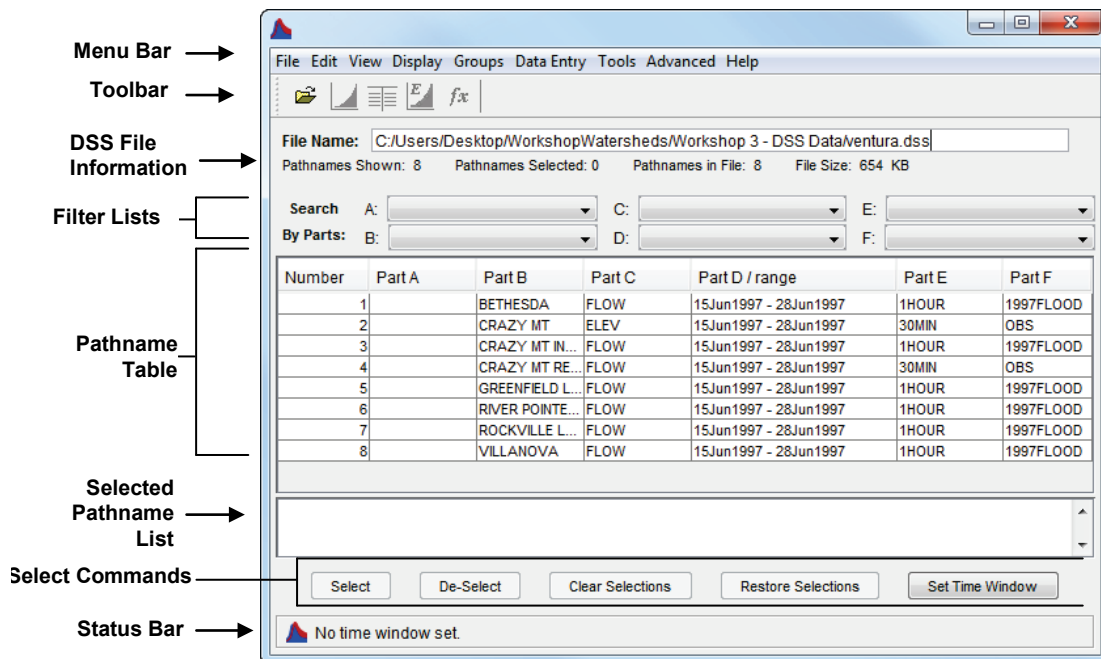 Menu Bar
File Edit View Display Groups Data Entry Tools Advanced Help
Toolbar
E
fx
DSS File
Information
File Name: C:/Users/Desktop/WorkshopWatersheds/Workshop 3 - DSS Data/ventura.dss
Pathnames Shown: 8 Pathnames Selected: 0 Pathnames in File: 8 File Size: 654 KB
Filter Lists
Search A: C: E:
By Parts: B: D: F:
Pathname
Table
Number Part A Part B Part C Part D / range Part E Part F
1 BETHESDA FLOW 15Jun1997 - 28Jun1997 1HOUR 1997FLOOD
2 CRAZY MT ELEV 15Jun1997 - 28Jun1997 30MIN OBS
3 CRAZY MT IN... FLOW 15Jun1997 - 28Jun1997 1HOUR 1997FLOOD
4 CRAZY MT RE... FLOW 15Jun1997 - 28Jun1997 30MIN OBS
5 GREENFIELD L... FLOW 15Jun1997 - 28Jun1997 1HOUR 1997FLOOD
6 RIVER POINTE... FLOW 15Jun1997 - 28Jun1997 1HOUR 1997FLOOD
7 ROCKVILLE L... FLOW 15Jun1997 - 28Jun1997 1HOUR 1997FLOOD
8 VILLANOVA FLOW 15Jun1997 - 28Jun1997 1HOUR 1997FLOOD
Selected
Pathname
List
Select Commands
Select De-Select Clear Selections Restore Selections Set Time Window
Status Bar
No time window set.